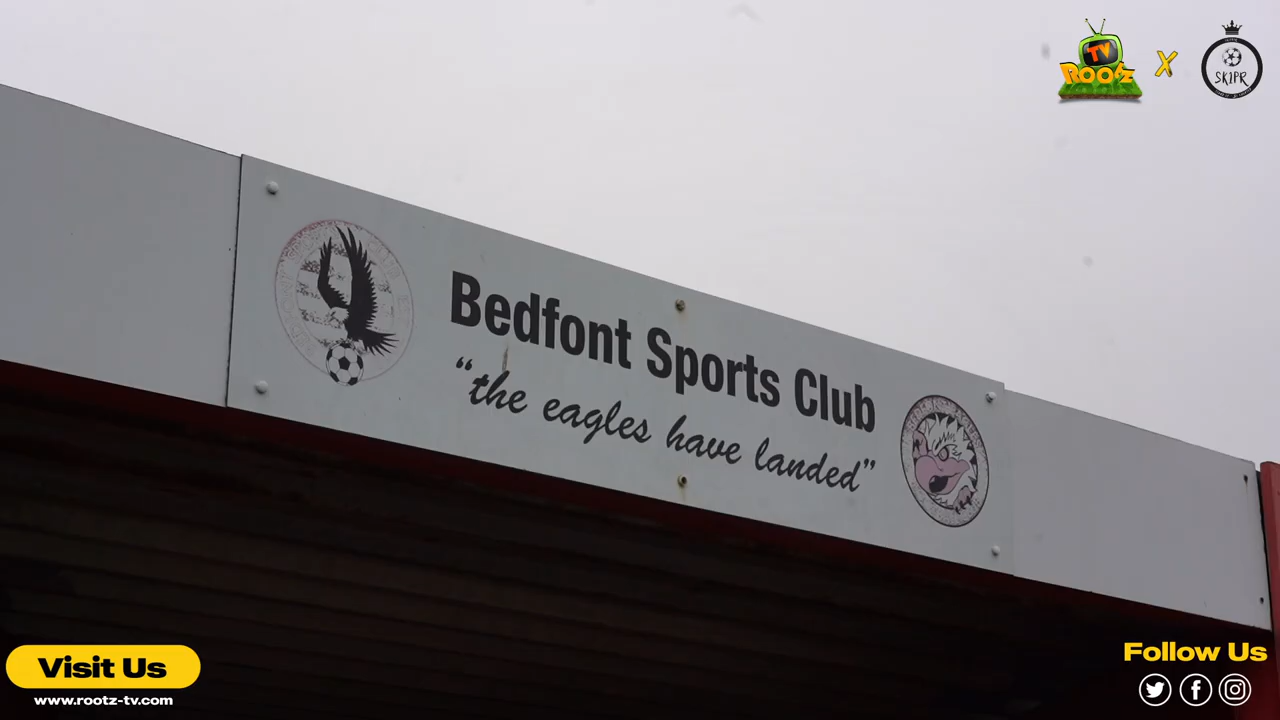 TV
ROOTZ
X
SKIPR
Bedfont Sports Club
“the eagles have landed”
Visit Us
www.rootz-tv.com
Follow Us